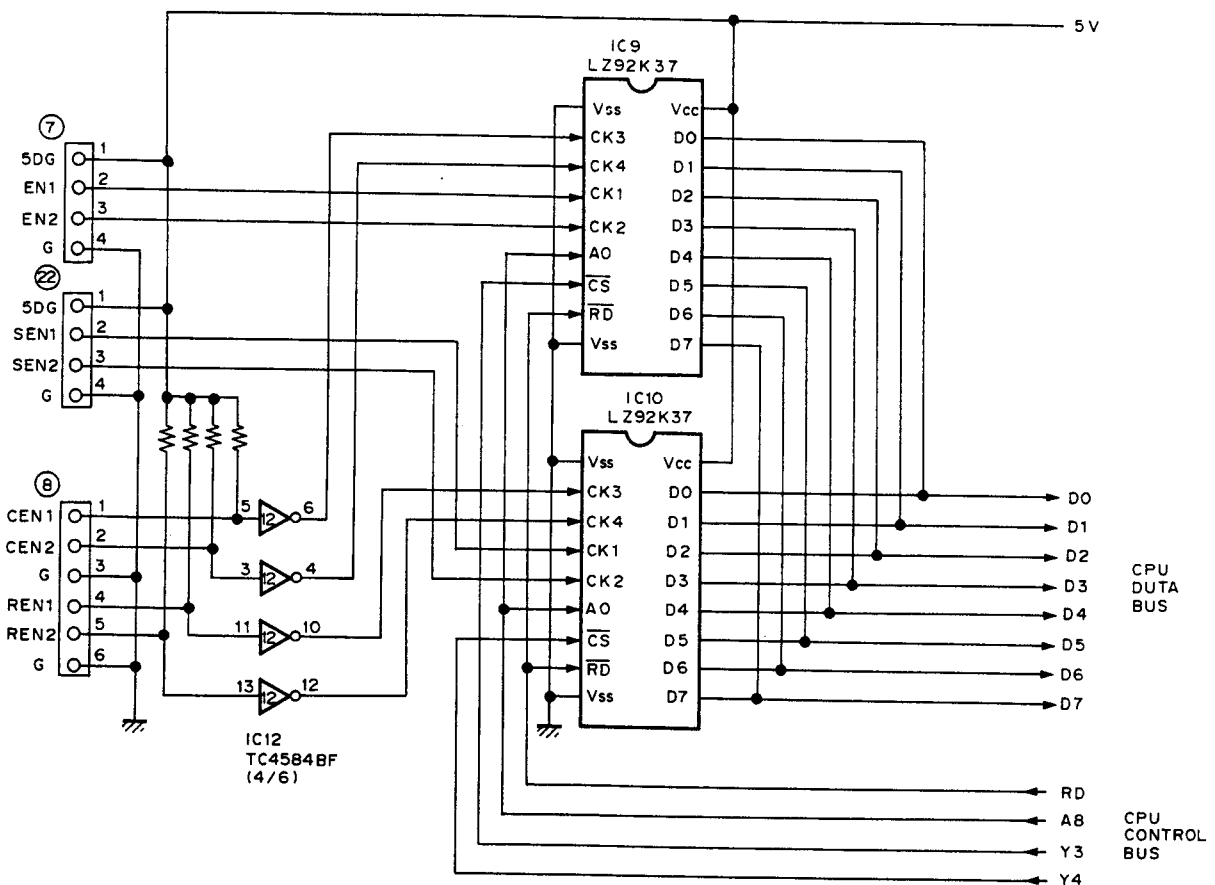 5V
IC9
LZ92K37
Vss Vcc
CK3 D0
CK4 D1
CK1 D2
CK2 D3
A0 D4
CS D5
RD D6
Vss D7
7
5DG 1
EN1 2
EN2 3
G 4
22
5DG 1
SEN1 2
SEN2 3
G 4
IC10
LZ92K37
Vss Vcc
CK3 D0
CK4 D1
CK1 D2
CK2 D3
A0 D4
CS D5
RD D6
Vss D7
8
CEN1 1
CEN2 2
G 3
REN1 4
REN2 5
G 6
5 12 6
3 12 4
11 12 10
13 12 12
IC12
TC4584BF
(4/6)
D0
D1
D2
D3
D4
D5
D6
D7
CPU
DUTA
BUS
RD
A8
Y3
Y4
CPU
CONTROL
BUS